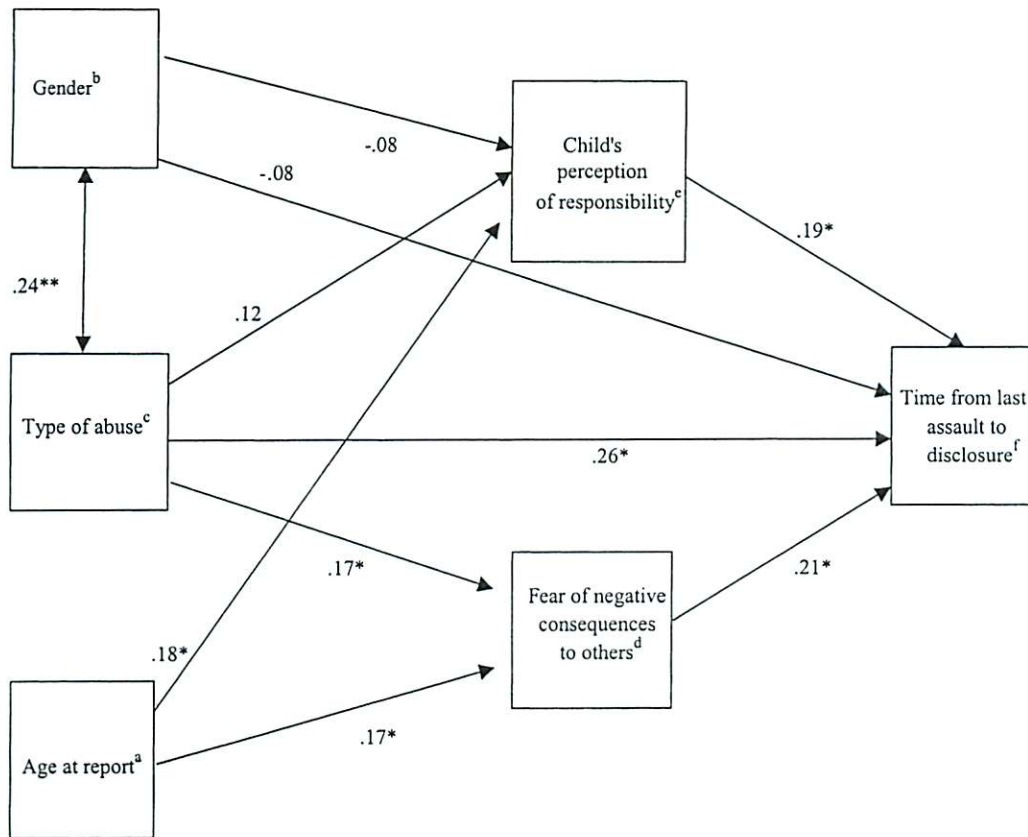 Gender^b
-.08
-.08
Child's
perception
of responsibility^e
.19*
.24**
.12
Type of abuse^c
.26*
Time from last
assault to
disclosure^f
.17*
Fear of negative
consequences
to others^d
.21*
.18*
Age at report^a
.17*